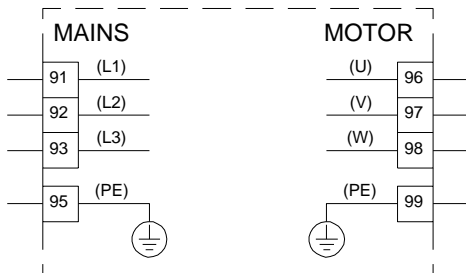 MAINS MOTOR
91 (L1) (U) 96
92 (L2) (V) 97
93 (L3) (W) 98
95 (PE) (PE) 99